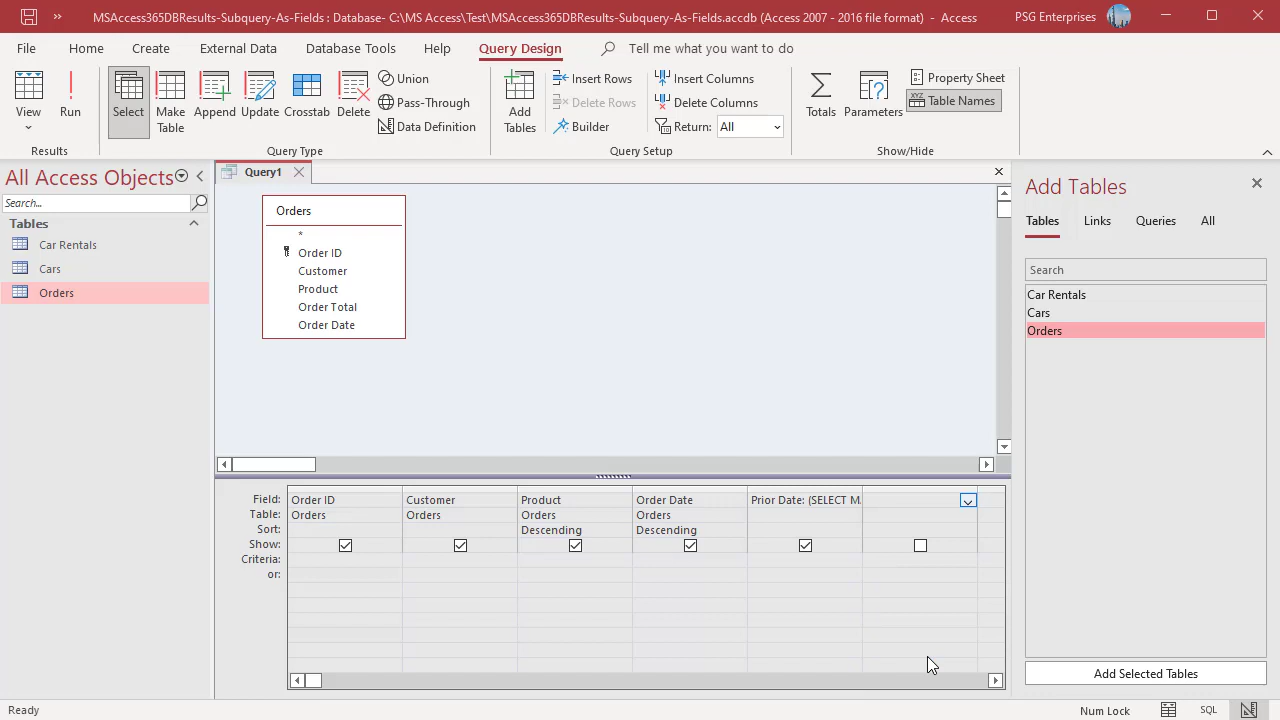 MSAccess365DBResults-Subquery-As-Fields : Database- C:\MS Access\Test\MSAccess365DBResults-Subquery-As-Fields.accdb (Access 2007 - 2016 file format) - Access
PSG Enterprises
File Home Create External Data Database Tools Help Query Design Tell me what you want to do
View
Run
Results
Select
Make Table
Append
Update
Crosstab
Delete
Union
Pass-Through
Data Definition
Query Type
Add Tables
Insert Rows
Delete Rows
Builder
Insert Columns
Delete Columns
Return: All
Query Setup
Totals
Parameters
Property Sheet
XYZ Table Names
Show/Hide
All Access Objects
Search...
Tables
Car Rentals
Cars
Orders
Query1
Orders
*
Order ID
Customer
Product
Order Total
Order Date
Field: Order ID Customer Product Order Date Prior Date: (SELECT M
Table: Orders Orders Orders Orders
Sort: Descending Descending
Show:
Criteria:
or:
Add Tables
Tables Links Queries All
Search
Car Rentals
Cars
Orders
Add Selected Tables
Ready
Num Lock
SQL